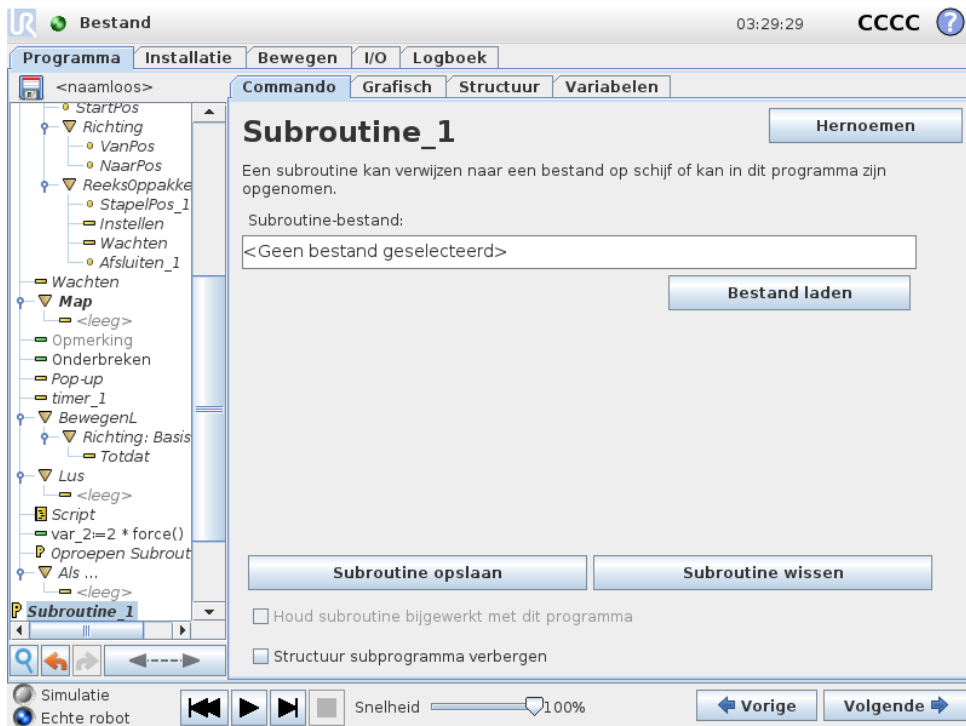 UR Bestand 03:29:29 CCCC ?
Programma Installatie Bewegen I/O Logboek
<naamloos>
Commando Grafisch Structuur Variabelen
StartPos
Richting
VanPos
NaarPos
ReeksOppakke
StapelPos_1
Instellen
Wachten
Afsluiten_1
Wachten
Map
<leeg>
Opmerking
Onderbreken
Pop-up
timer_1
BewegenL
Richting: Basis
Totdat
Lus
<leeg>
Script
var_2:=2 * force()
P Oproepen Subrout
Als ...
<leeg>
P Subroutine_1
Subroutine_1
Hernoemen
Een subroutine kan verwijzen naar een bestand op schijf of kan in dit programma zijn
opgenomen.
Subroutine-bestand:
<Geen bestand geselecteerd>
Bestand laden
Subroutine opslaan Subroutine wissen
Houd subroutine bijgewerkt met dit programma
Structuur subprogramma verbergen
Simulatie
Echte robot
Snelheid 100%
Vorige Volgende